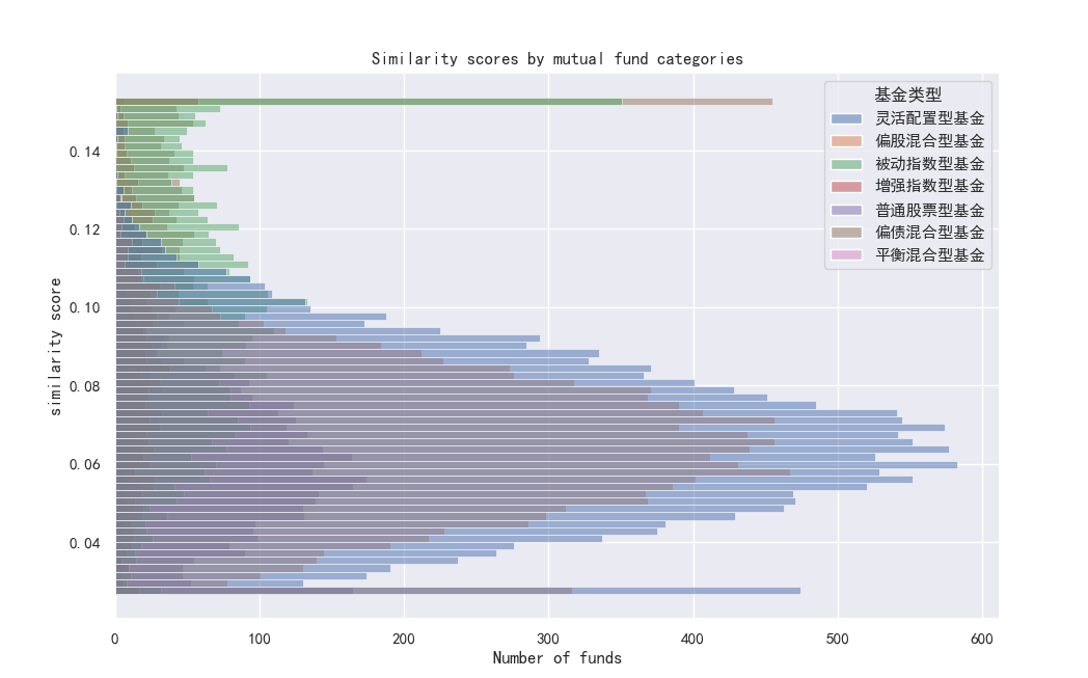 Similarity scores by mutual fund categories
基金类型
灵活配置型基金
偏股混合型基金
被动指数型基金
增强指数型基金
普通股票型基金
偏债混合型基金
平衡混合型基金
similarity score
0.14
0.12
0.10
0.08
0.06
0.04
0 100 200 300 400 500 600
Number of funds